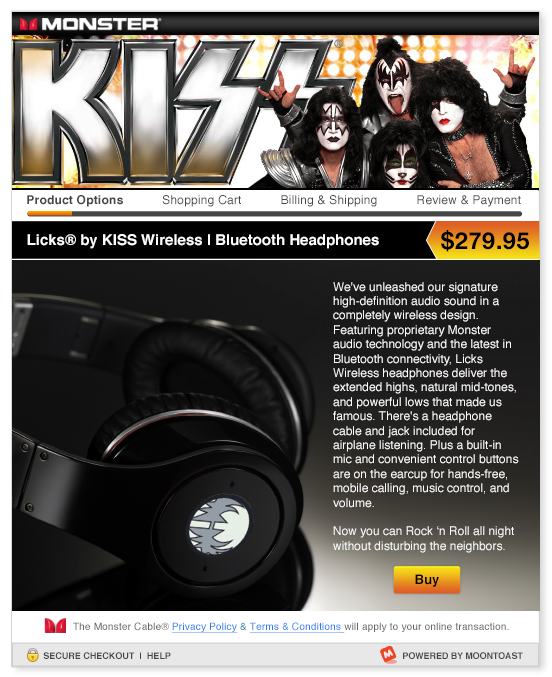 MONSTER®
KISS
Product Options Shopping Cart Billing & Shipping Review & Payment
Licks® by KISS Wireless | Bluetooth Headphones $279.95
We've unleashed our signature
high-definition audio sound in a
completely wireless design.
Featuring proprietary Monster
audio technology and the latest in
Bluetooth connectivity, Licks
Wireless headphones deliver the
extended highs, natural mid-tones,
and powerful lows that made us
famous. There's a headphone
cable and jack included for
airplane listening. Plus a built-in
mic and convenient control buttons
are on the earcup for hands-free,
mobile calling, music control, and
volume.
Now you can Rock 'n Roll all night
without disturbing the neighbors.
Buy
The Monster Cable® Privacy Policy & Terms & Conditions will apply to your online transaction.
SECURE CHECKOUT | HELP POWERED BY MOONTOAST